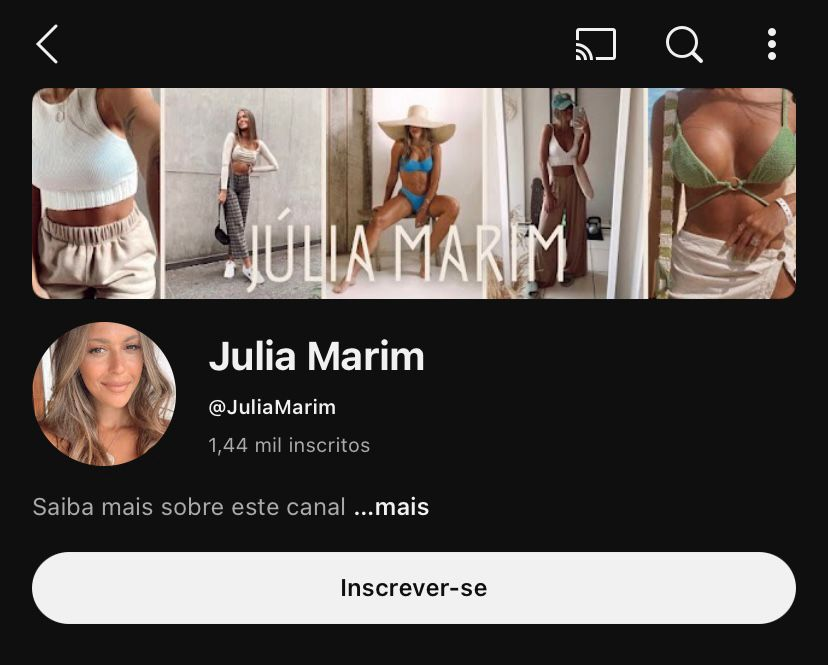 JÚLIA MARIM
Julia Marim
@JuliaMarim
1,44 mil inscritos
Saiba mais sobre este canal ...mais
Inscrever-se